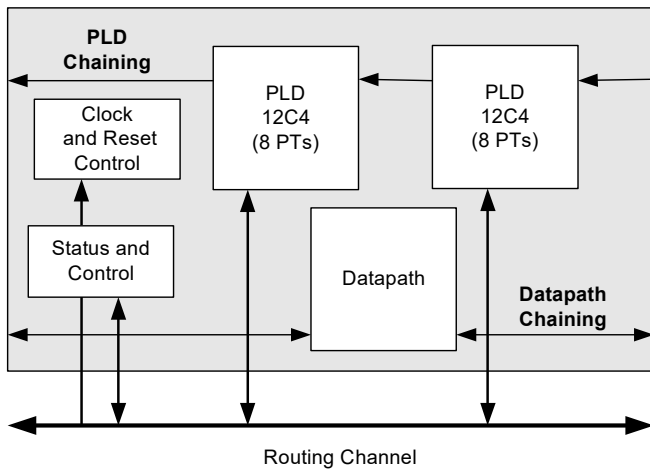 PLD
Chaining
PLD
12C4
(8 PTs)
PLD
12C4
(8 PTs)
Clock
and Reset
Control
Status and
Control
Datapath
Datapath
Chaining
Routing Channel